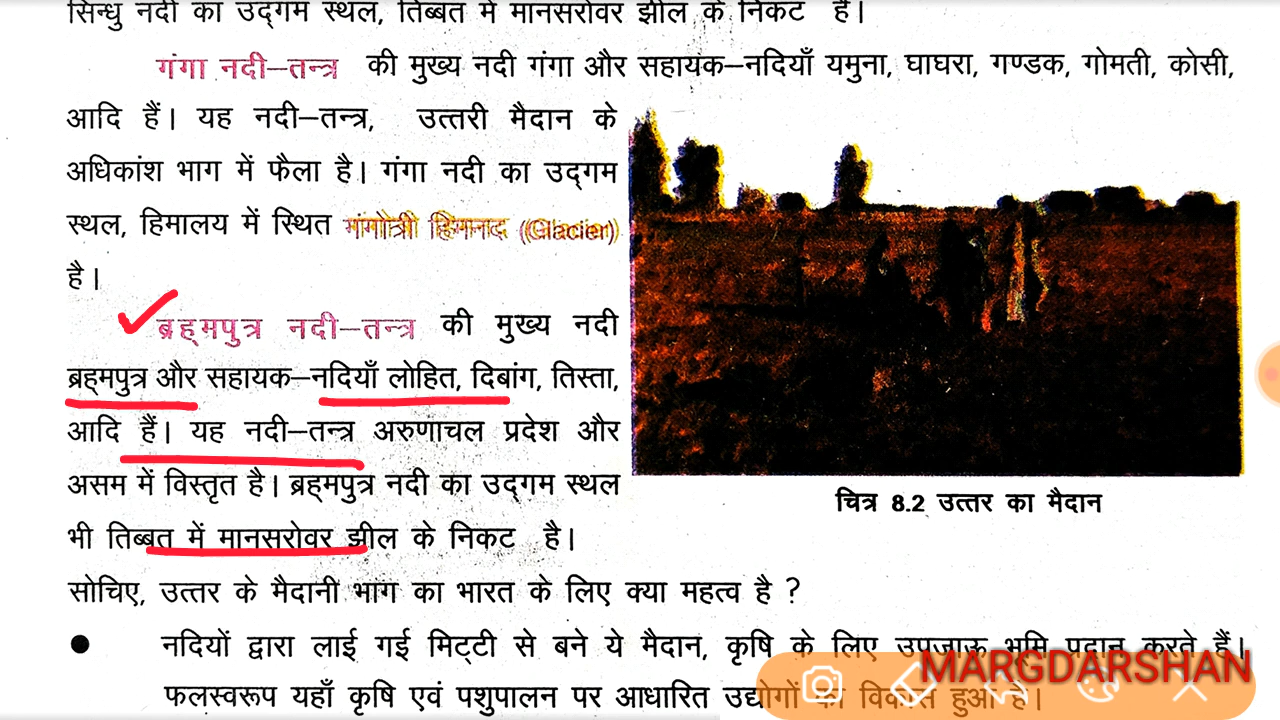 सिन्धु नदी का उद्गम स्थल, तिब्बत में मानसरोवर झील के निकट है।
गंगा नदी–तन्त्र की मुख्य नदी गंगा और सहायक–नदियाँ यमुना, घाघरा, गण्डक, गोमती, कोसी,
आदि हैं। यह नदी–तन्त्र, उत्तरी मैदान के
अधिकांश भाग में फैला है। गंगा नदी का उद्गम
स्थल, हिमालय में स्थित गंगोत्री हिमनद (Glacier)
है।
ब्रह्मपुत्र नदी–तन्त्र की मुख्य नदी
ब्रह्मपुत्र और सहायक–नदियाँ लोहित, दिबांग, तिस्ता,
आदि हैं। यह नदी–तन्त्र अरुणाचल प्रदेश और
असम में विस्तृत है। ब्रह्मपुत्र नदी का उद्गम स्थल
भी तिब्बत में मानसरोवर झील के निकट है।
चित्र 8.2 उत्तर का मैदान
सोचिए, उत्तर के मैदानी भाग का भारत के लिए क्या महत्व है ?
● नदियों द्वारा लाई गई मिट्टी से बने ये मैदान, कृषि के लिए उपजाऊ भूमि प्रदान करते हैं।
फलस्वरूप यहाँ कृषि एवं पशुपालन पर आधारित उद्योगों का विकास हुआ है।
MARGDARSHAN